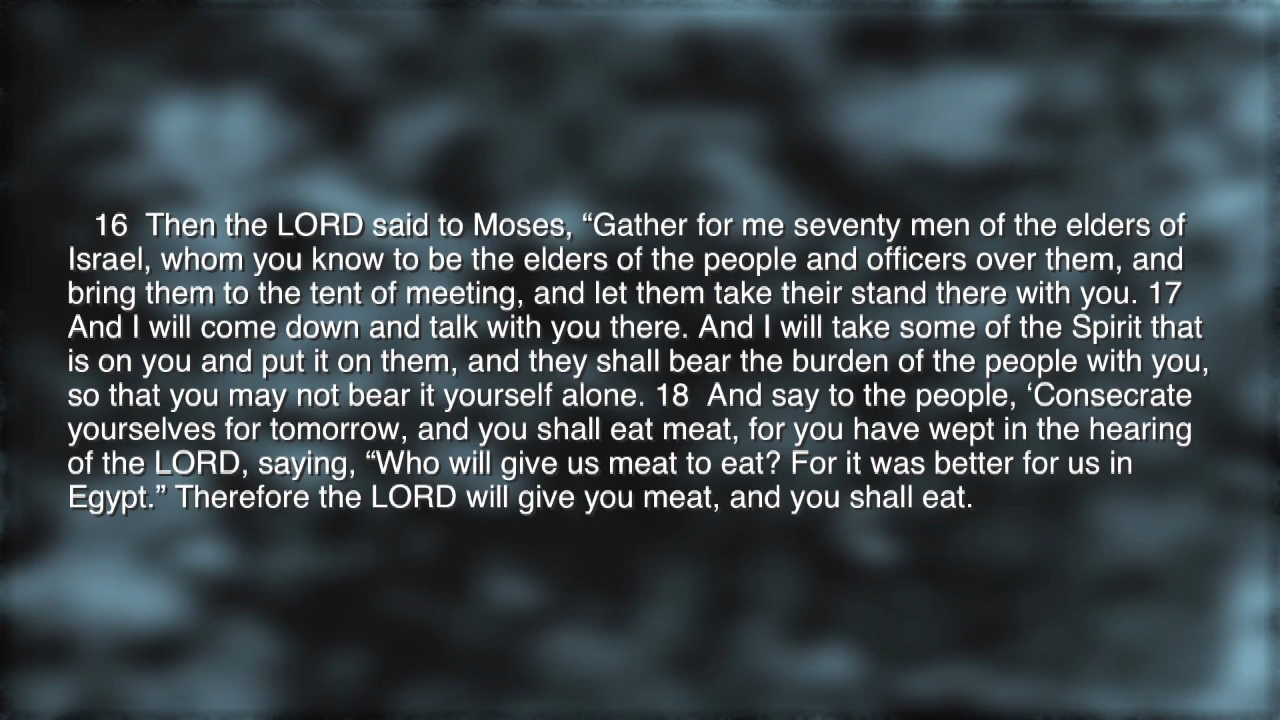 16  Then the LORD said to Moses, “Gather for me seventy men of the elders of
Israel, whom you know to be the elders of the people and officers over them, and
bring them to the tent of meeting, and let them take their stand there with you. 17
And I will come down and talk with you there. And I will take some of the Spirit that
is on you and put it on them, and they shall bear the burden of the people with you,
so that you may not bear it yourself alone. 18  And say to the people, ‘Consecrate
yourselves for tomorrow, and you shall eat meat, for you have wept in the hearing
of the LORD, saying, “Who will give us meat to eat? For it was better for us in
Egypt.” Therefore the LORD will give you meat, and you shall eat.